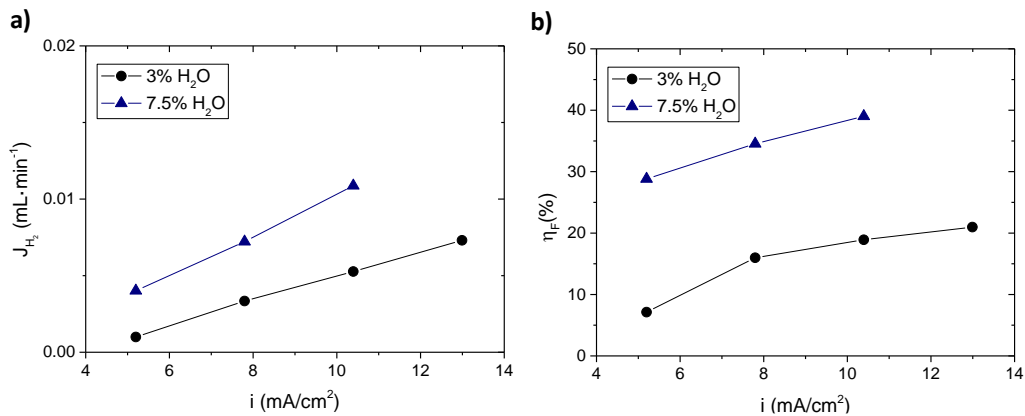 a)
0.02
0.01
0.00
J_H₂ (mL·min⁻¹)
3% H₂O
7.5% H₂O
4 6 8 10 12 14
i (mA/cm²)
b)
50
40
30
20
10
0
η_F(%)
3% H₂O
7.5% H₂O
4 6 8 10 12 14
i (mA/cm²)